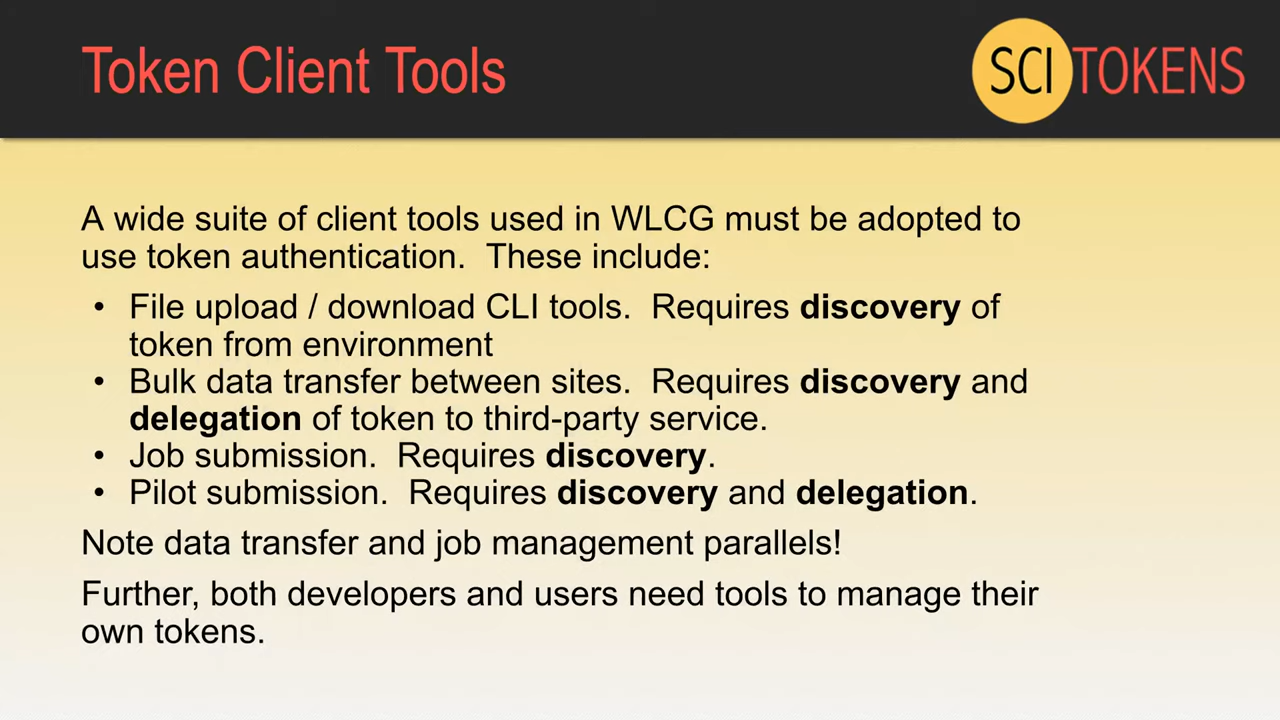 Token Client Tools
SCITOKENS
A wide suite of client tools used in WLCG must be adopted to
use token authentication.  These include:
• File upload / download CLI tools.  Requires discovery of
token from environment
• Bulk data transfer between sites.  Requires discovery and
delegation of token to third-party service.
• Job submission.  Requires discovery.
• Pilot submission.  Requires discovery and delegation.
Note data transfer and job management parallels!
Further, both developers and users need tools to manage their
own tokens.